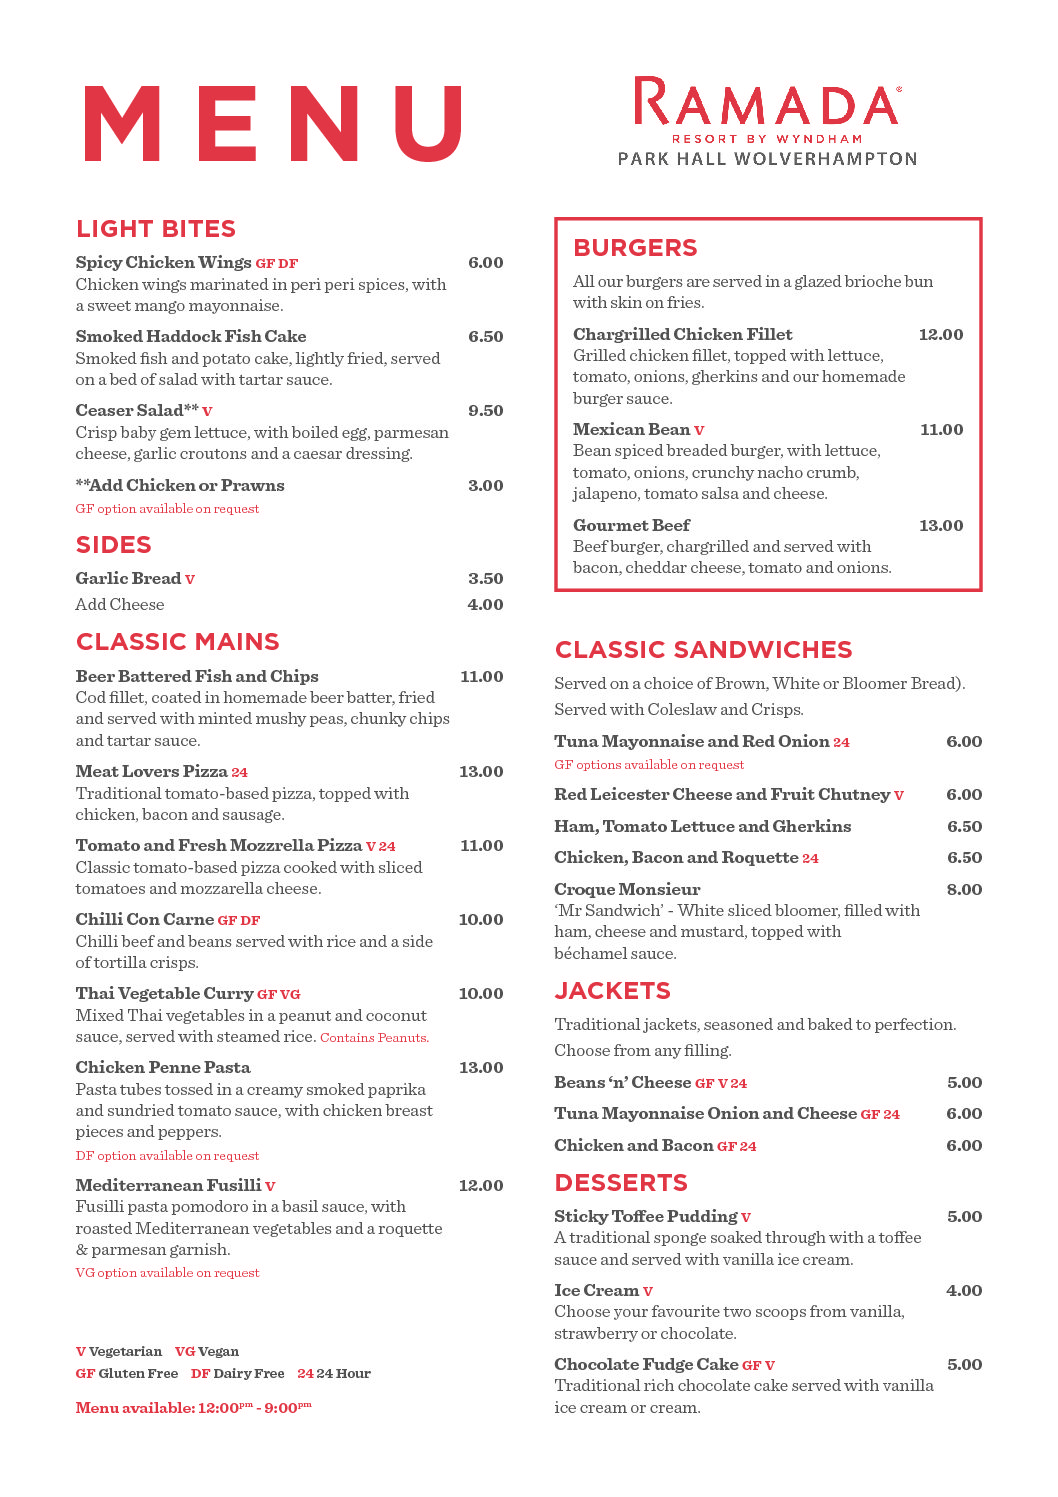 MENU
RAMADA®
RESORT BY WYNDHAM
PARK HALL WOLVERHAMPTON
LIGHT BITES
Spicy Chicken Wings GF DF 6.00
Chicken wings marinated in peri peri spices, with
a sweet mango mayonnaise.
Smoked Haddock Fish Cake 6.50
Smoked fish and potato cake, lightly fried, served
on a bed of salad with tartar sauce.
Ceaser Salad** V 9.50
Crisp baby gem lettuce, with boiled egg, parmesan
cheese, garlic croutons and a caesar dressing.
**Add Chicken or Prawns 3.00
GF option available on request
SIDES
Garlic Bread V 3.50
Add Cheese 4.00
CLASSIC MAINS
Beer Battered Fish and Chips 11.00
Cod fillet, coated in homemade beer batter, fried
and served with minted mushy peas, chunky chips
and tartar sauce.
Meat Lovers Pizza 24 13.00
Traditional tomato-based pizza, topped with
chicken, bacon and sausage.
Tomato and Fresh Mozzrella Pizza V 24 11.00
Classic tomato-based pizza cooked with sliced
tomatoes and mozzarella cheese.
Chilli Con Carne GF DF 10.00
Chilli beef and beans served with rice and a side
of tortilla crisps.
Thai Vegetable Curry GF VG 10.00
Mixed Thai vegetables in a peanut and coconut
sauce, served with steamed rice. Contains Peanuts.
Chicken Penne Pasta 13.00
Pasta tubes tossed in a creamy smoked paprika
and sundried tomato sauce, with chicken breast
pieces and peppers.
DF option available on request
Mediterranean Fusilli V 12.00
Fusilli pasta pomodoro in a basil sauce, with
roasted Mediterranean vegetables and a roquette
& parmesan garnish.
VG option available on request
V Vegetarian VG Vegan
GF Gluten Free DF Dairy Free 24 24 Hour
Menu available: 12:00pm - 9:00pm
BURGERS
All our burgers are served in a glazed brioche bun
with skin on fries.
Chargrilled Chicken Fillet 12.00
Grilled chicken fillet, topped with lettuce,
tomato, onions, gherkins and our homemade
burger sauce.
Mexican Bean V 11.00
Bean spiced breaded burger, with lettuce,
tomato, onions, crunchy nacho crumb,
jalapeno, tomato salsa and cheese.
Gourmet Beef 13.00
Beef burger, chargrilled and served with
bacon, cheddar cheese, tomato and onions.
CLASSIC SANDWICHES
Served on a choice of Brown, White or Bloomer Bread).
Served with Coleslaw and Crisps.
Tuna Mayonnaise and Red Onion 24 6.00
GF options available on request
Red Leicester Cheese and Fruit Chutney V 6.00
Ham, Tomato Lettuce and Gherkins 6.50
Chicken, Bacon and Roquette 24 6.50
Croque Monsieur 8.00
‘Mr Sandwich’ - White sliced bloomer, filled with
ham, cheese and mustard, topped with
béchamel sauce.
JACKETS
Traditional jackets, seasoned and baked to perfection.
Choose from any filling.
Beans ‘n’ Cheese GF V 24 5.00
Tuna Mayonnaise Onion and Cheese GF 24 6.00
Chicken and Bacon GF 24 6.00
DESSERTS
Sticky Toffee Pudding V 5.00
A traditional sponge soaked through with a toffee
sauce and served with vanilla ice cream.
Ice Cream V 4.00
Choose your favourite two scoops from vanilla,
strawberry or chocolate.
Chocolate Fudge Cake GF V 5.00
Traditional rich chocolate cake served with vanilla
ice cream or cream.